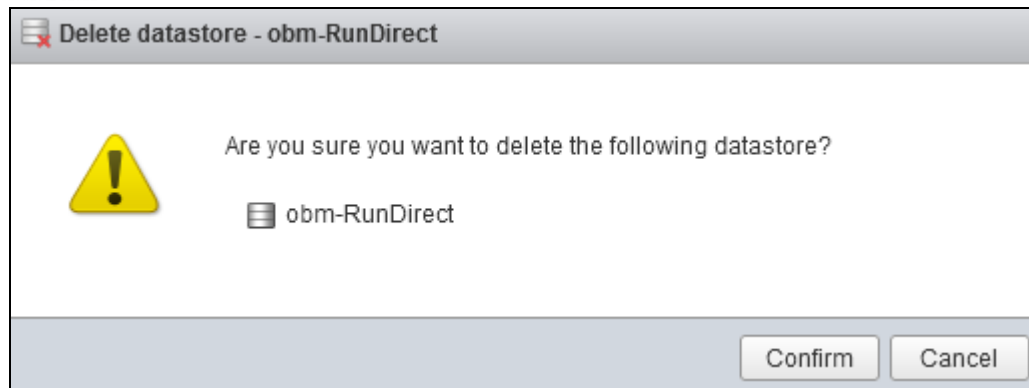 Delete datastore - obm-RunDirect
Are you sure you want to delete the following datastore?
obm-RunDirect
Confirm Cancel